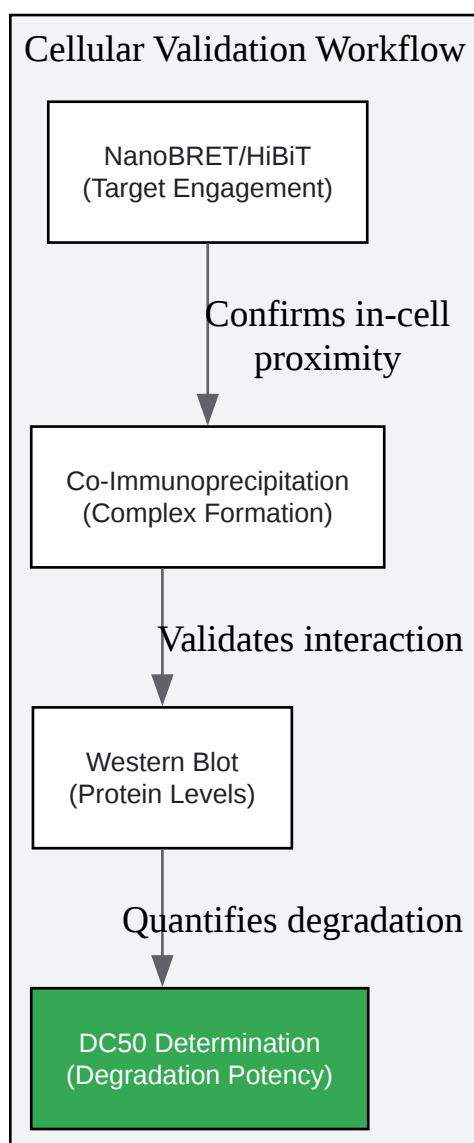 Cellular Validation Workflow
NanoBRET/HiBiT
(Target Engagement)
Confirms in-cell
proximity
Co-Immunoprecipitation
(Complex Formation)
Validates interaction
Western Blot
(Protein Levels)
Quantifies degradation
DC50 Determination
(Degradation Potency)